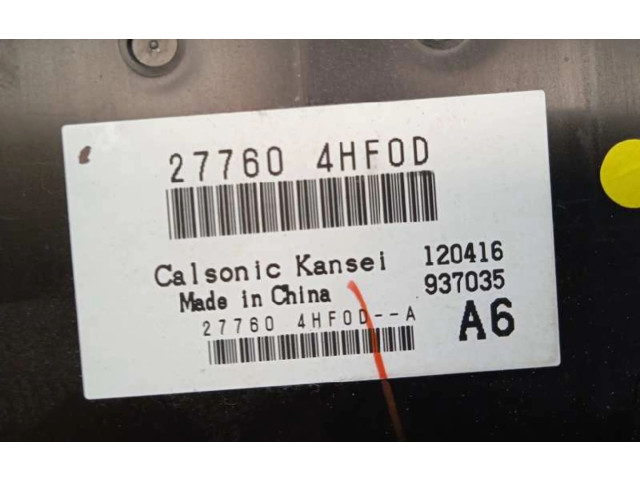 27760 4HF0D
Calsonic Kansei 120416
Made in China 937035
27760 4HF0D--A A6